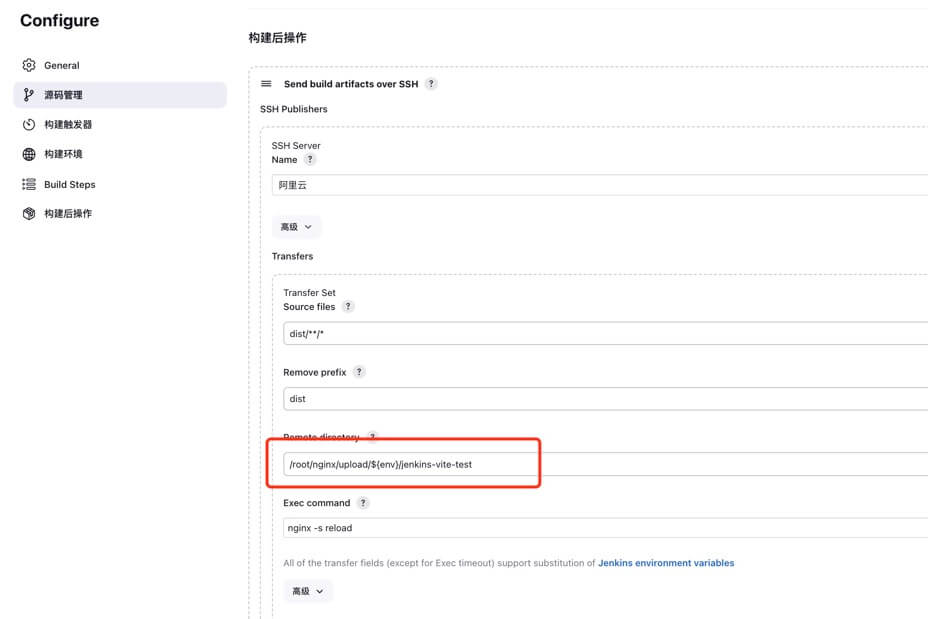 Configure
General
源码管理
构建触发器
构建环境
Build Steps
构建后操作
构建后操作
Send build artifacts over SSH ?
SSH Publishers
SSH Server
Name ?
阿里云
高级
Transfers
Transfer Set
Source files ?
dist/**/*
Remove prefix ?
dist
Remote directory ?
/root/nginx/upload/${env}/jenkins-vite-test
Exec command ?
nginx -s reload
All of the transfer fields (except for Exec timeout) support substitution of Jenkins environment variables
高级